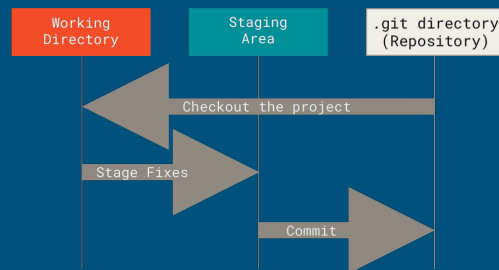 Working
Directory
Staging
Area
.git directory
(Repository)
Checkout the project
Stage Fixes
Commit